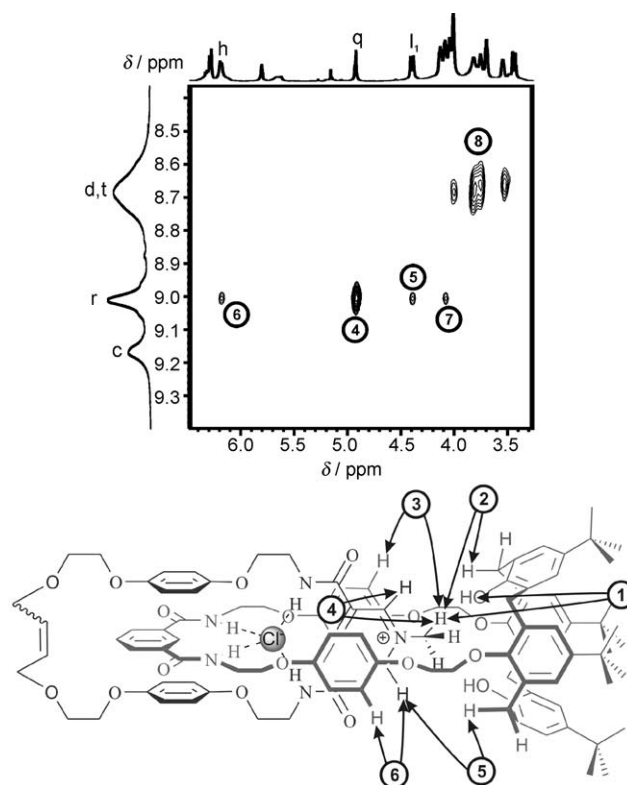 h q l₁
δ / ppm
8.5
8.6
8.7
8.8
8.9
9.0
9.1
9.2
9.3
d,t
r
c
8
5
6
4
7
6.0 5.5 5.0 4.5 4.0 3.5
δ / ppm
3 2
H H
O H
O O H N H
H HO 1
O O N H H 4 H O O
H Cl⁻ N ⊕ H
H
O N H O O O
H H
O O O N H O H HO
H H H
6 5